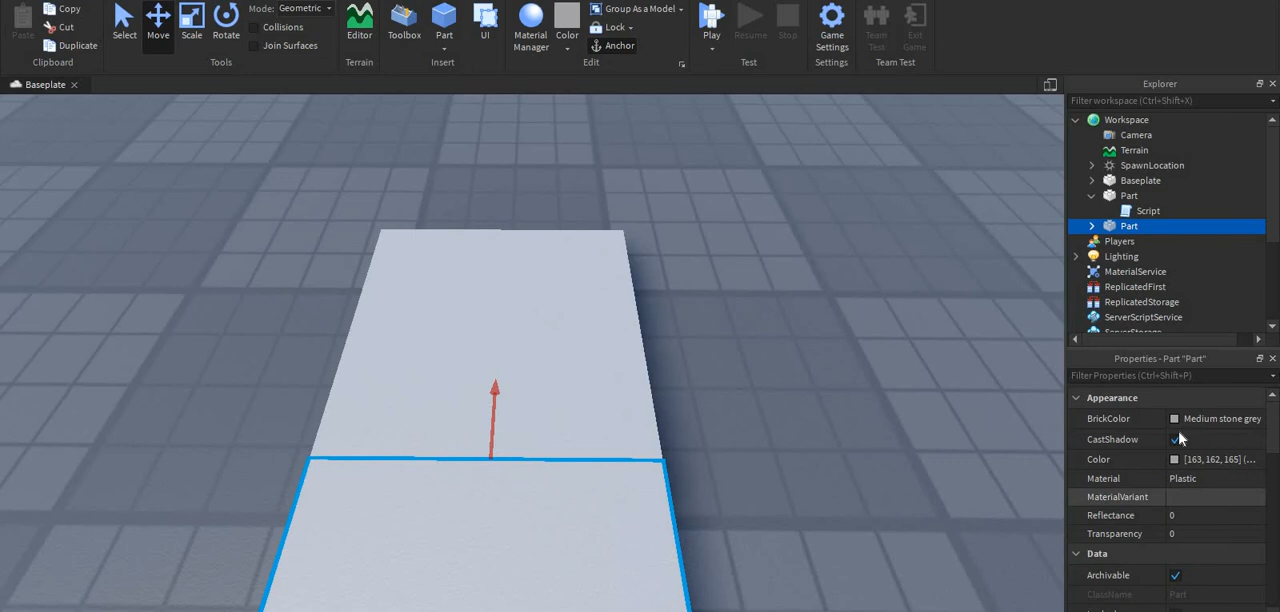 Copy
Cut
Duplicate
Paste
Clipboard
Select
Move
Scale
Rotate
Mode: Geometric
Collisions
Join Surfaces
Tools
Editor
Terrain
Toolbox
Part
UI
Insert
Material
Manager
Color
Group As a Model
Lock
Anchor
Edit
Play
Resume
Stop
Test
Game
Settings
Settings
Team
Test
Exit
Game
Team Test
Baseplate
Explorer
Filter workspace (Ctrl+Shift+X)
Workspace
Camera
Terrain
SpawnLocation
Baseplate
Part
Script
Part
Players
Lighting
MaterialService
ReplicatedFirst
ReplicatedStorage
ServerScriptService
ServerStorage
Properties - Part "Part"
Filter Properties (Ctrl+Shift+P)
Appearance
BrickColor Medium stone grey
CastShadow
Color [163, 162, 165] (...
Material Plastic
MaterialVariant
Reflectance 0
Transparency 0
Data
Archivable
ClassName Part